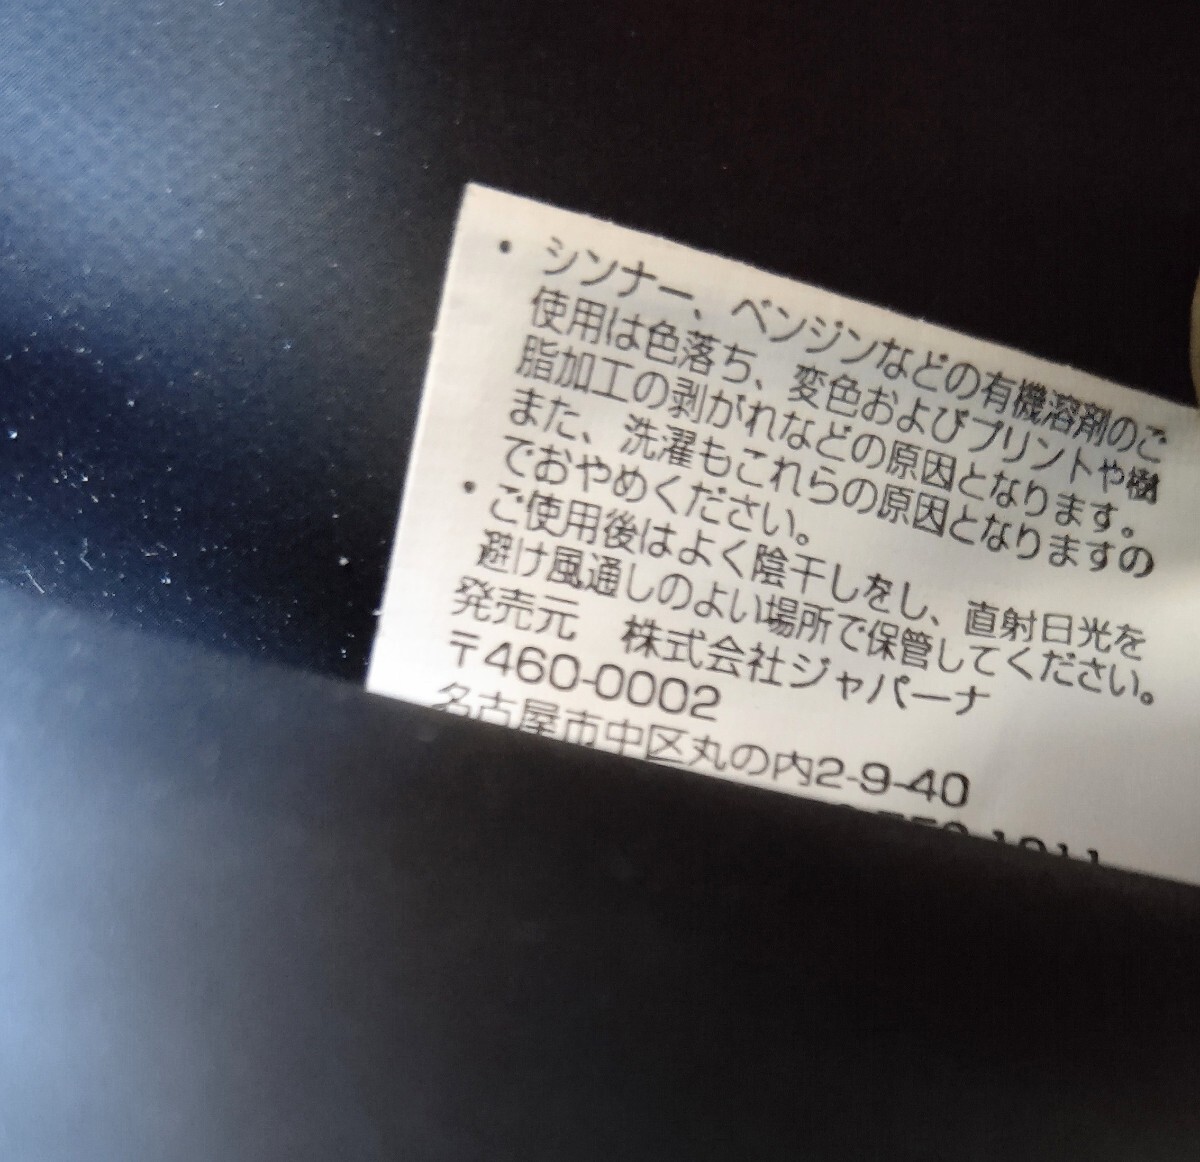 • シンナー、ベンジンなどの有機溶剤のご
使用は色落ち、変色およびプリントや樹
脂加工の剥がれなどの原因となります。
また、洗濯もこれらの原因となりますの
でおやめください。
• ご使用後はよく陰干しをし、直射日光を
避け風通しのよい場所で保管してください。
発売元 株式会社ジャパーナ
〒460-0002
名古屋市中区丸の内2-9-40